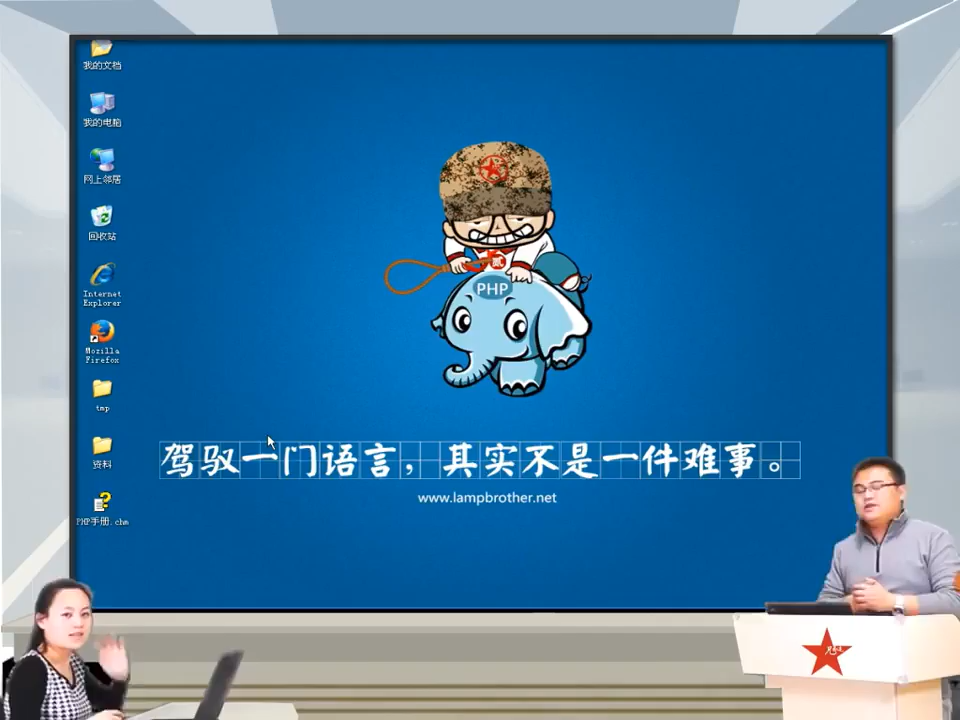 我的文档
我的电脑
网上邻居
回收站
Internet
Explorer
Mozilla
Firefox
tmp
资料
PHP手册.chm
贰
PHP
驾驭一门语言，其实不是一件难事。
www.lampbrother.net